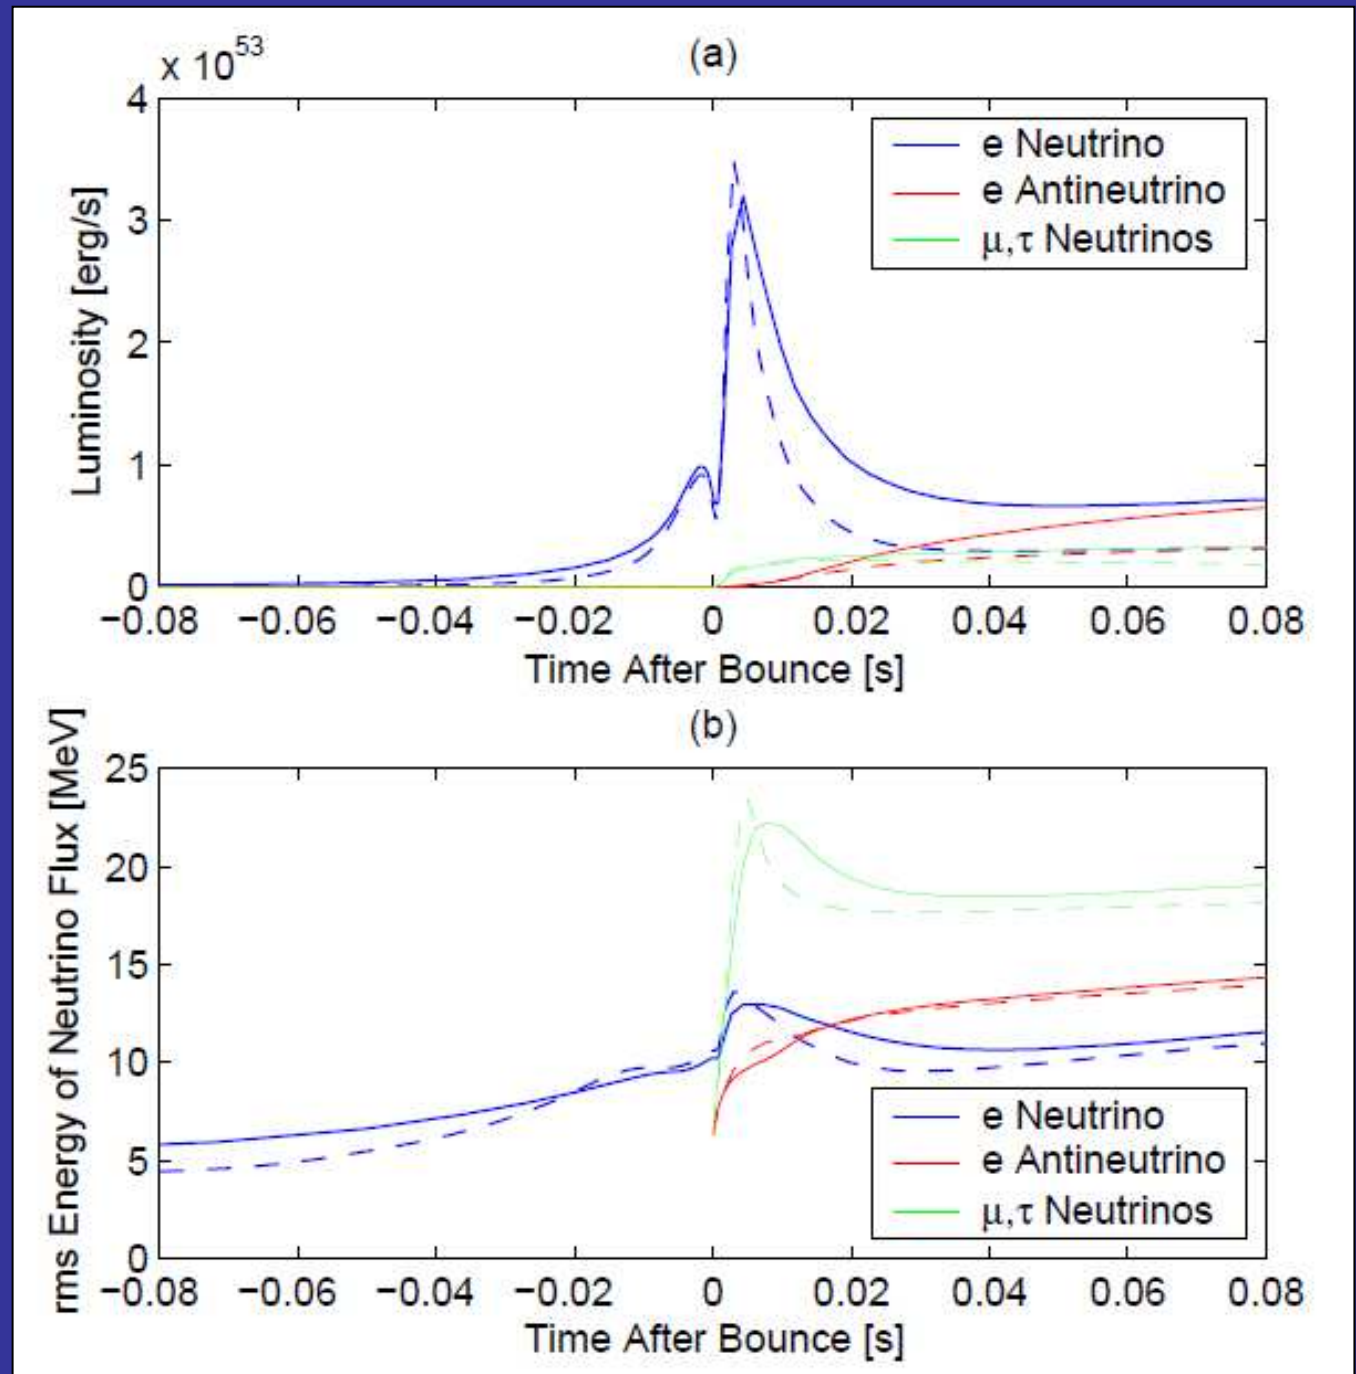 (a)
x 10^53
4
3
2
1
0
Luminosity [erg/s]
e Neutrino
e Antineutrino
μ,τ Neutrinos
−0.08 −0.06 −0.04 −0.02 0 0.02 0.04 0.06 0.08
Time After Bounce [s]
(b)
25
20
15
10
5
0
rms Energy of Neutrino Flux [MeV]
e Neutrino
e Antineutrino
μ,τ Neutrinos
−0.08 −0.06 −0.04 −0.02 0 0.02 0.04 0.06 0.08
Time After Bounce [s]